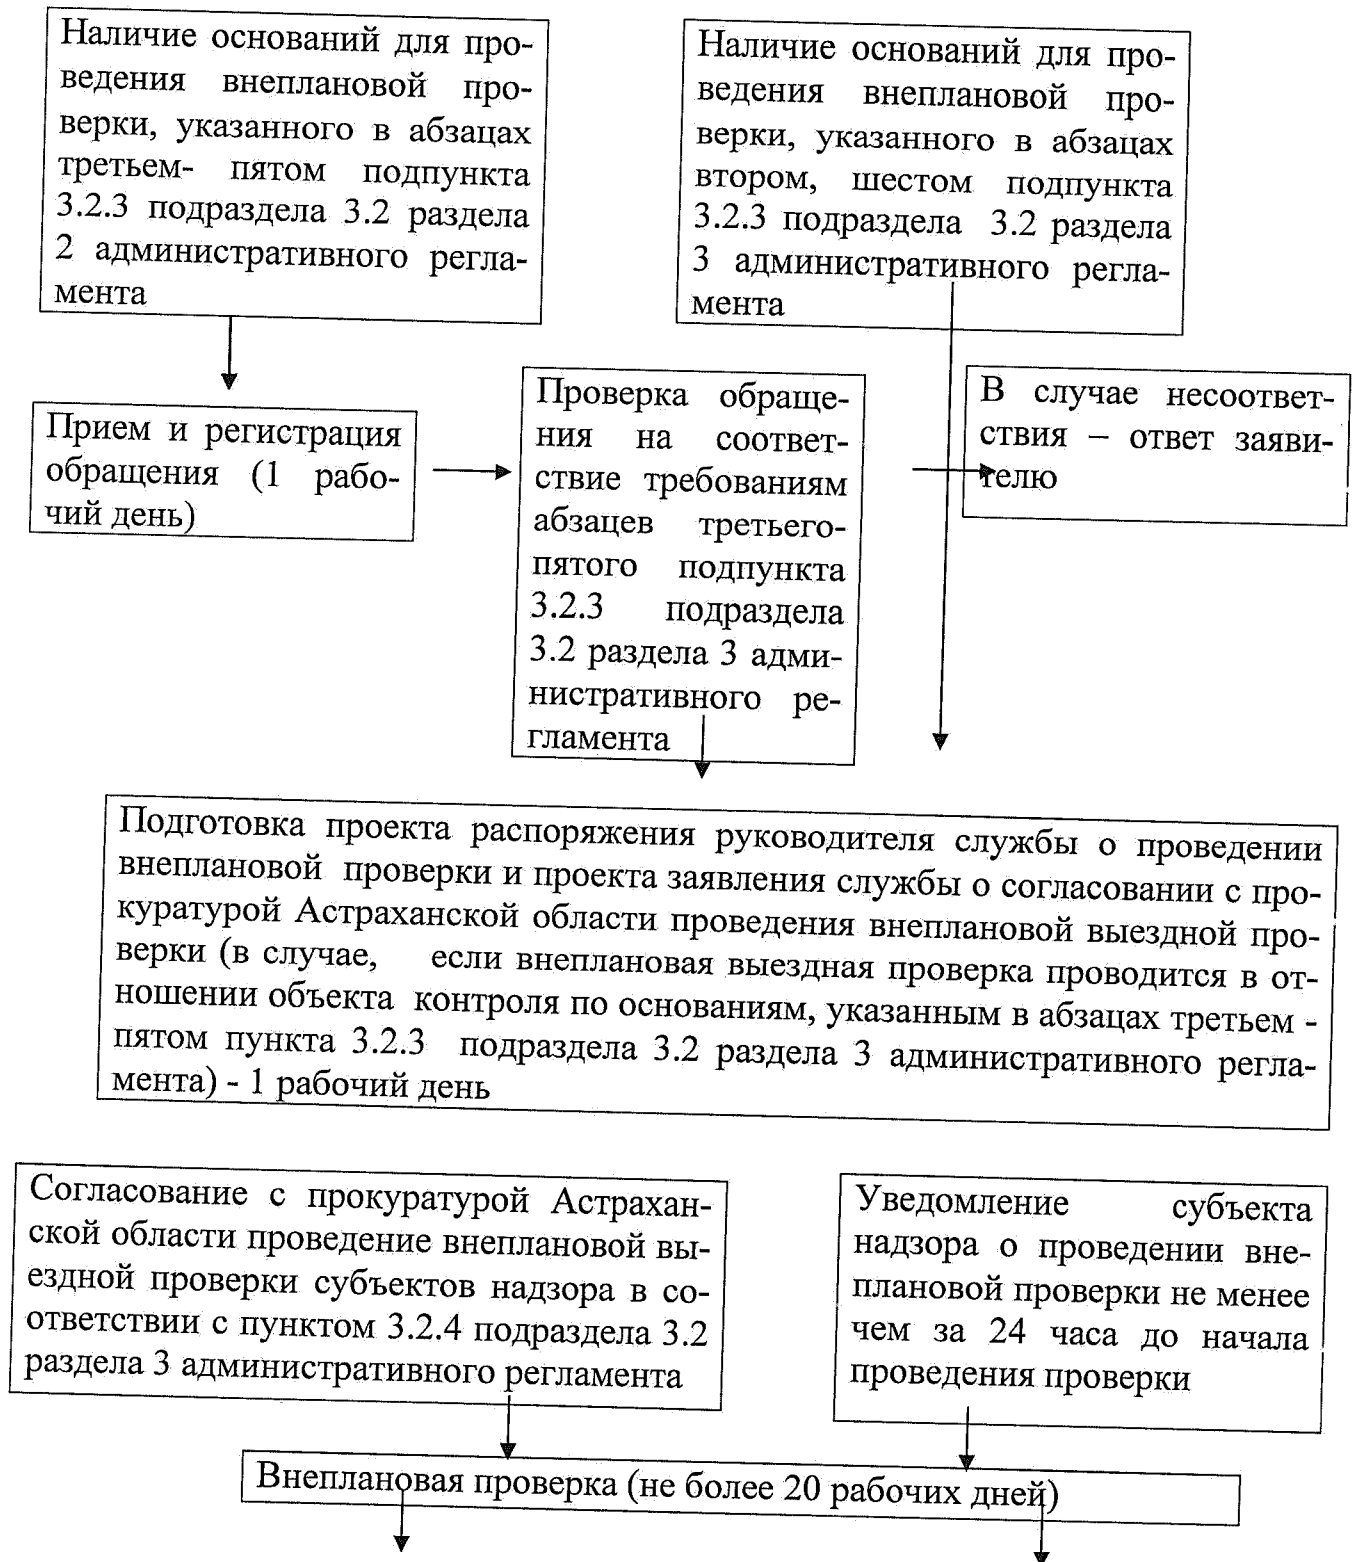 Наличие оснований для про-
ведения внеплановой про-
верки, указанного в абзацах
третьем- пятом подпункта
3.2.3 подраздела 3.2 раздела
2 административного регла-
мента
Наличие оснований для про-
ведения внеплановой про-
верки, указанного в абзацах
втором, шестом подпункта
3.2.3 подраздела 3.2 раздела
3 административного регла-
мента
Прием и регистрация
обращения (1 рабо-
чий день)
Проверка обраще-
ния на соответ-
ствие требованиям
абзацев третьего-
пятого подпункта
3.2.3 подраздела
3.2 раздела 3 адми-
нистративного ре-
гламента
В случае несоответ-
ствия – ответ заяви-
телю
Подготовка проекта распоряжения руководителя службы о проведении
внеплановой проверки и проекта заявления службы о согласовании с про-
куратурой Астраханской области проведения внеплановой выездной про-
верки (в случае, если внеплановая выездная проверка проводится в от-
ношении объекта контроля по основаниям, указанным в абзацах третьем -
пятом пункта 3.2.3 подраздела 3.2 раздела 3 административного регла-
мента) - 1 рабочий день
Согласование с прокуратурой Астрахан-
ской области проведение внеплановой вы-
ездной проверки субъектов надзора в со-
ответствии с пунктом 3.2.4 подраздела 3.2
раздела 3 административного регламента
Уведомление субъекта
надзора о проведении вне-
плановой проверки не менее
чем за 24 часа до начала
проведения проверки
Внеплановая проверка (не более 20 рабочих дней)